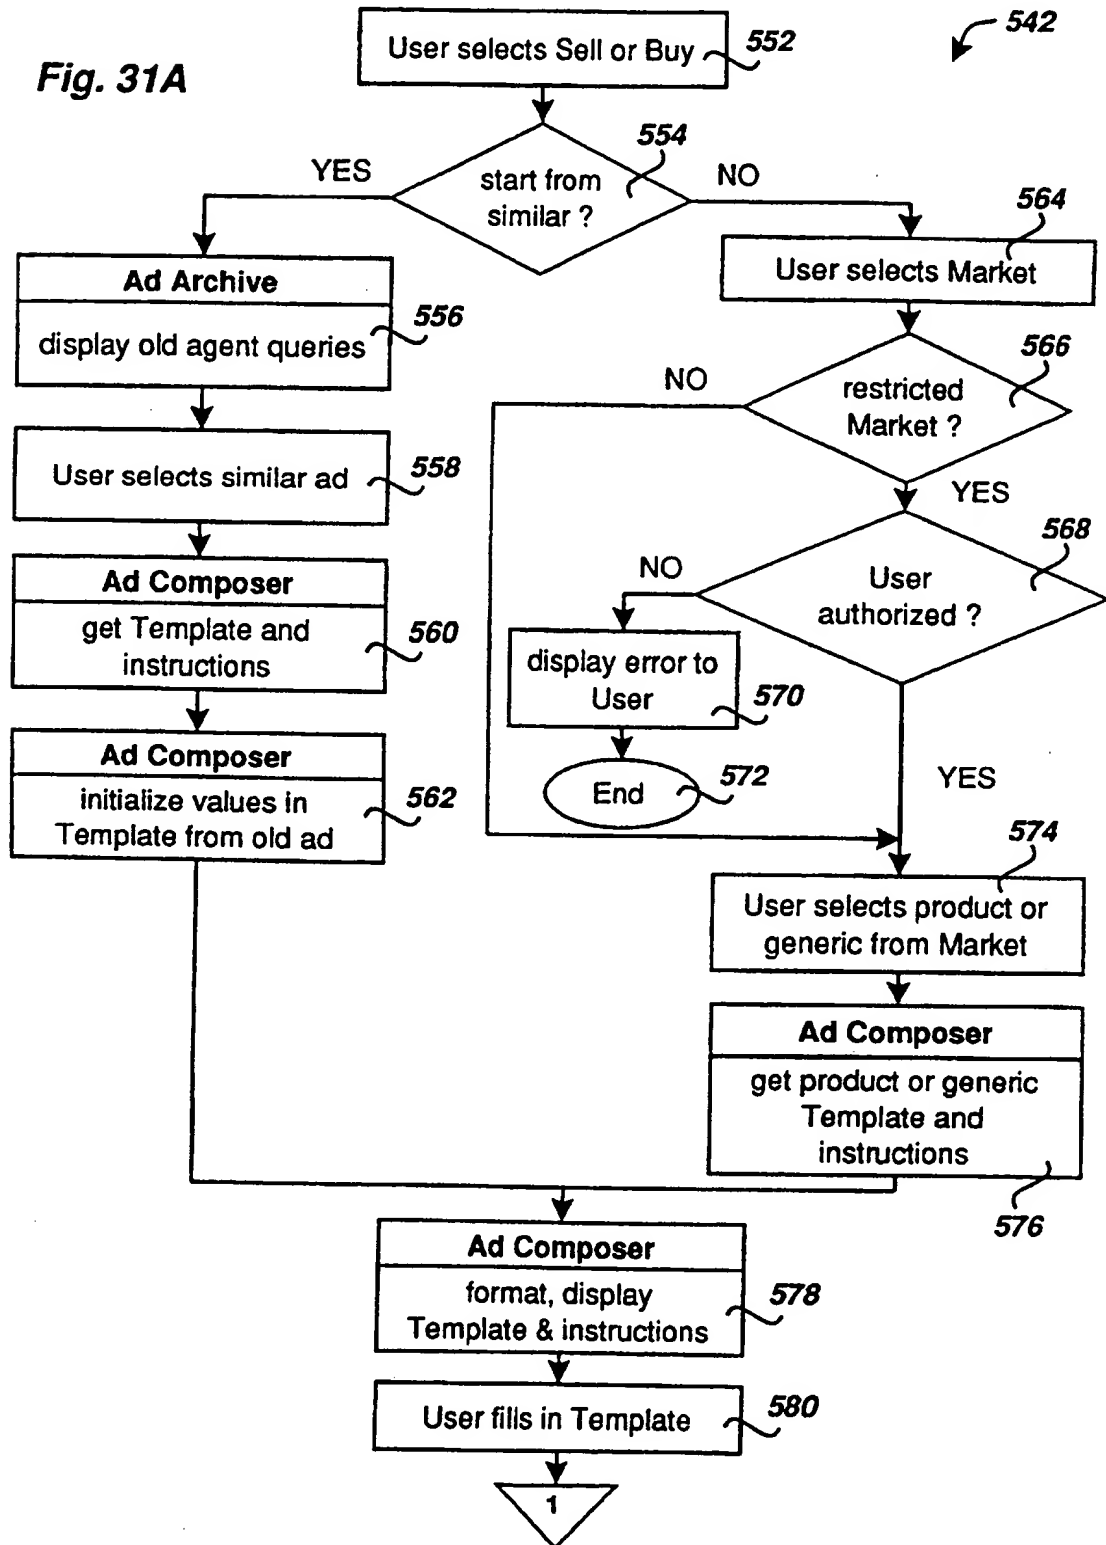 Fig. 31A
542
User selects Sell or Buy
552
start from
similar ?
554
YES
NO
Ad Archive
display old agent queries
556
User selects similar ad
558
Ad Composer
get Template and
instructions
560
Ad Composer
initialize values in
Template from old ad
562
User selects Market
564
restricted
Market ?
566
NO
YES
User
authorized ?
568
NO
YES
display error to
User
570
End
572
User selects product or
generic from Market
574
Ad Composer
get product or generic
Template and
instructions
576
Ad Composer
format, display
Template & instructions
578
User fills in Template
580
1